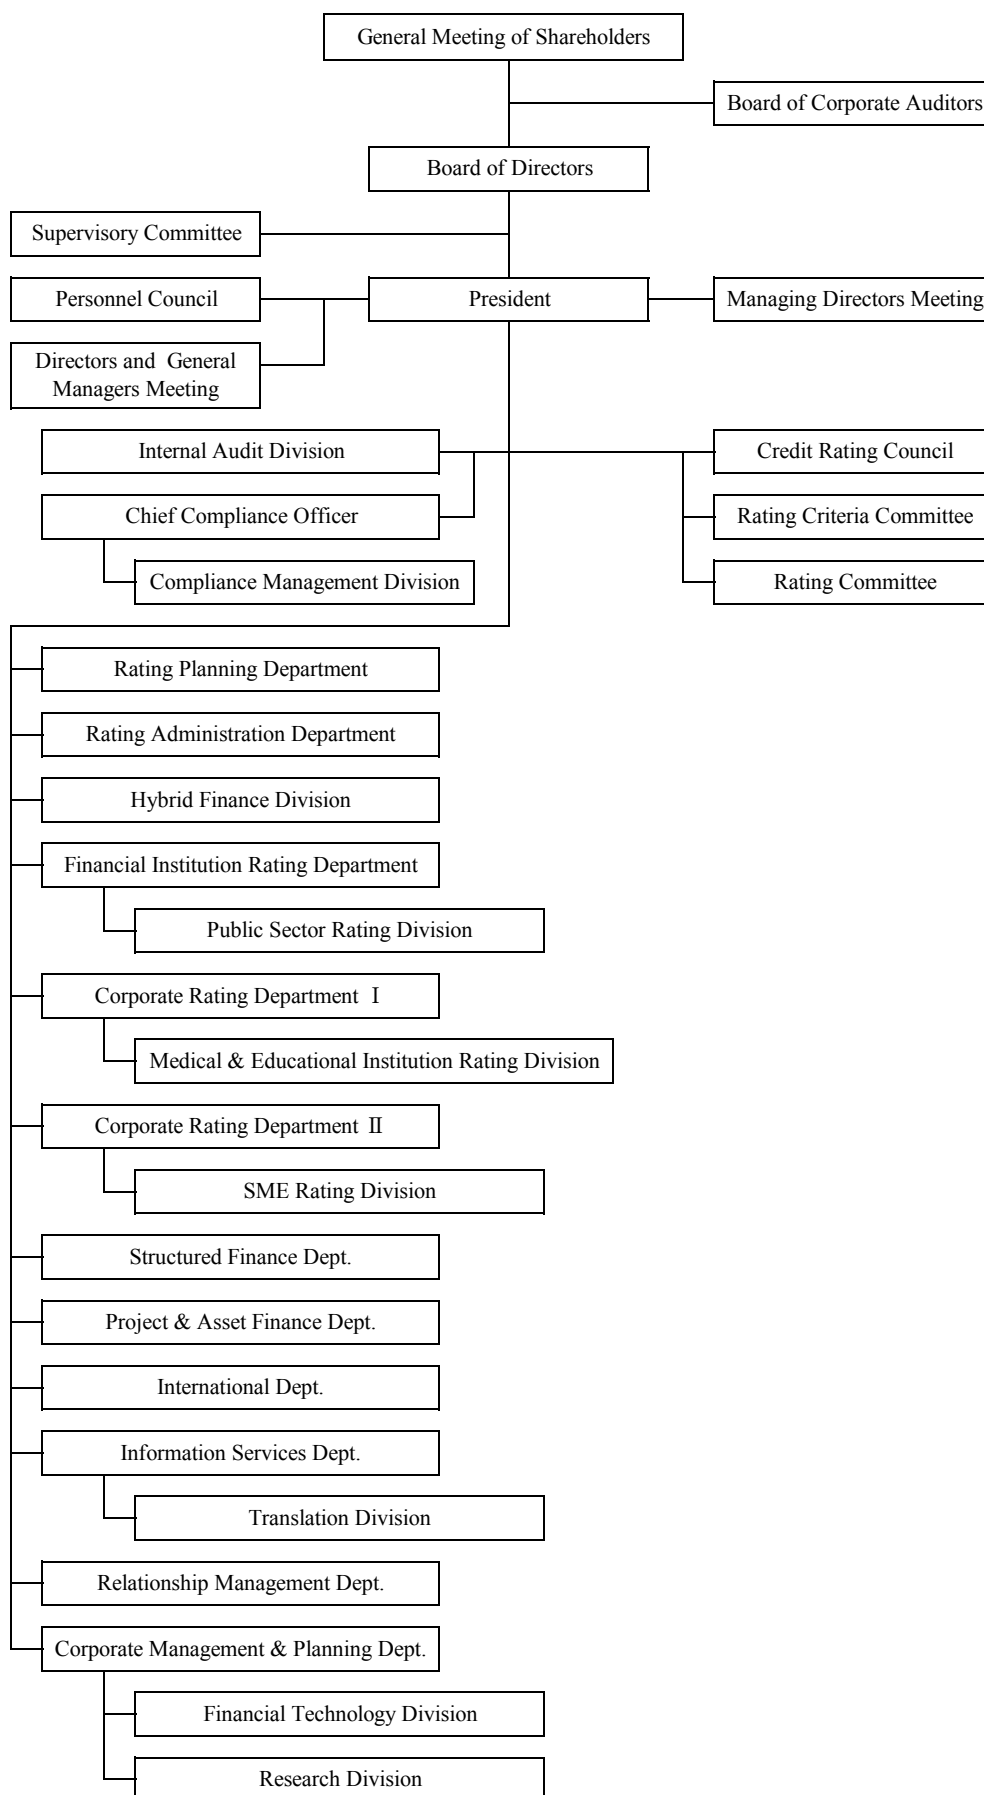 General Meeting of Shareholders
Board of Corporate Auditors
Board of Directors
Supervisory Committee
Personnel Council
President
Managing Directors Meeting
Directors and General
Managers Meeting
Internal Audit Division
Credit Rating Council
Chief Compliance Officer
Rating Criteria Committee
Compliance Management Division
Rating Committee
Rating Planning Department
Rating Administration Department
Hybrid Finance Division
Financial Institution Rating Department
Public Sector Rating Division
Corporate Rating Department Ⅰ
Medical & Educational Institution Rating Division
Corporate Rating Department Ⅱ
SME Rating Division
Structured Finance Dept.
Project & Asset Finance Dept.
International Dept.
Information Services Dept.
Translation Division
Relationship Management Dept.
Corporate Management & Planning Dept.
Financial Technology Division
Research Division